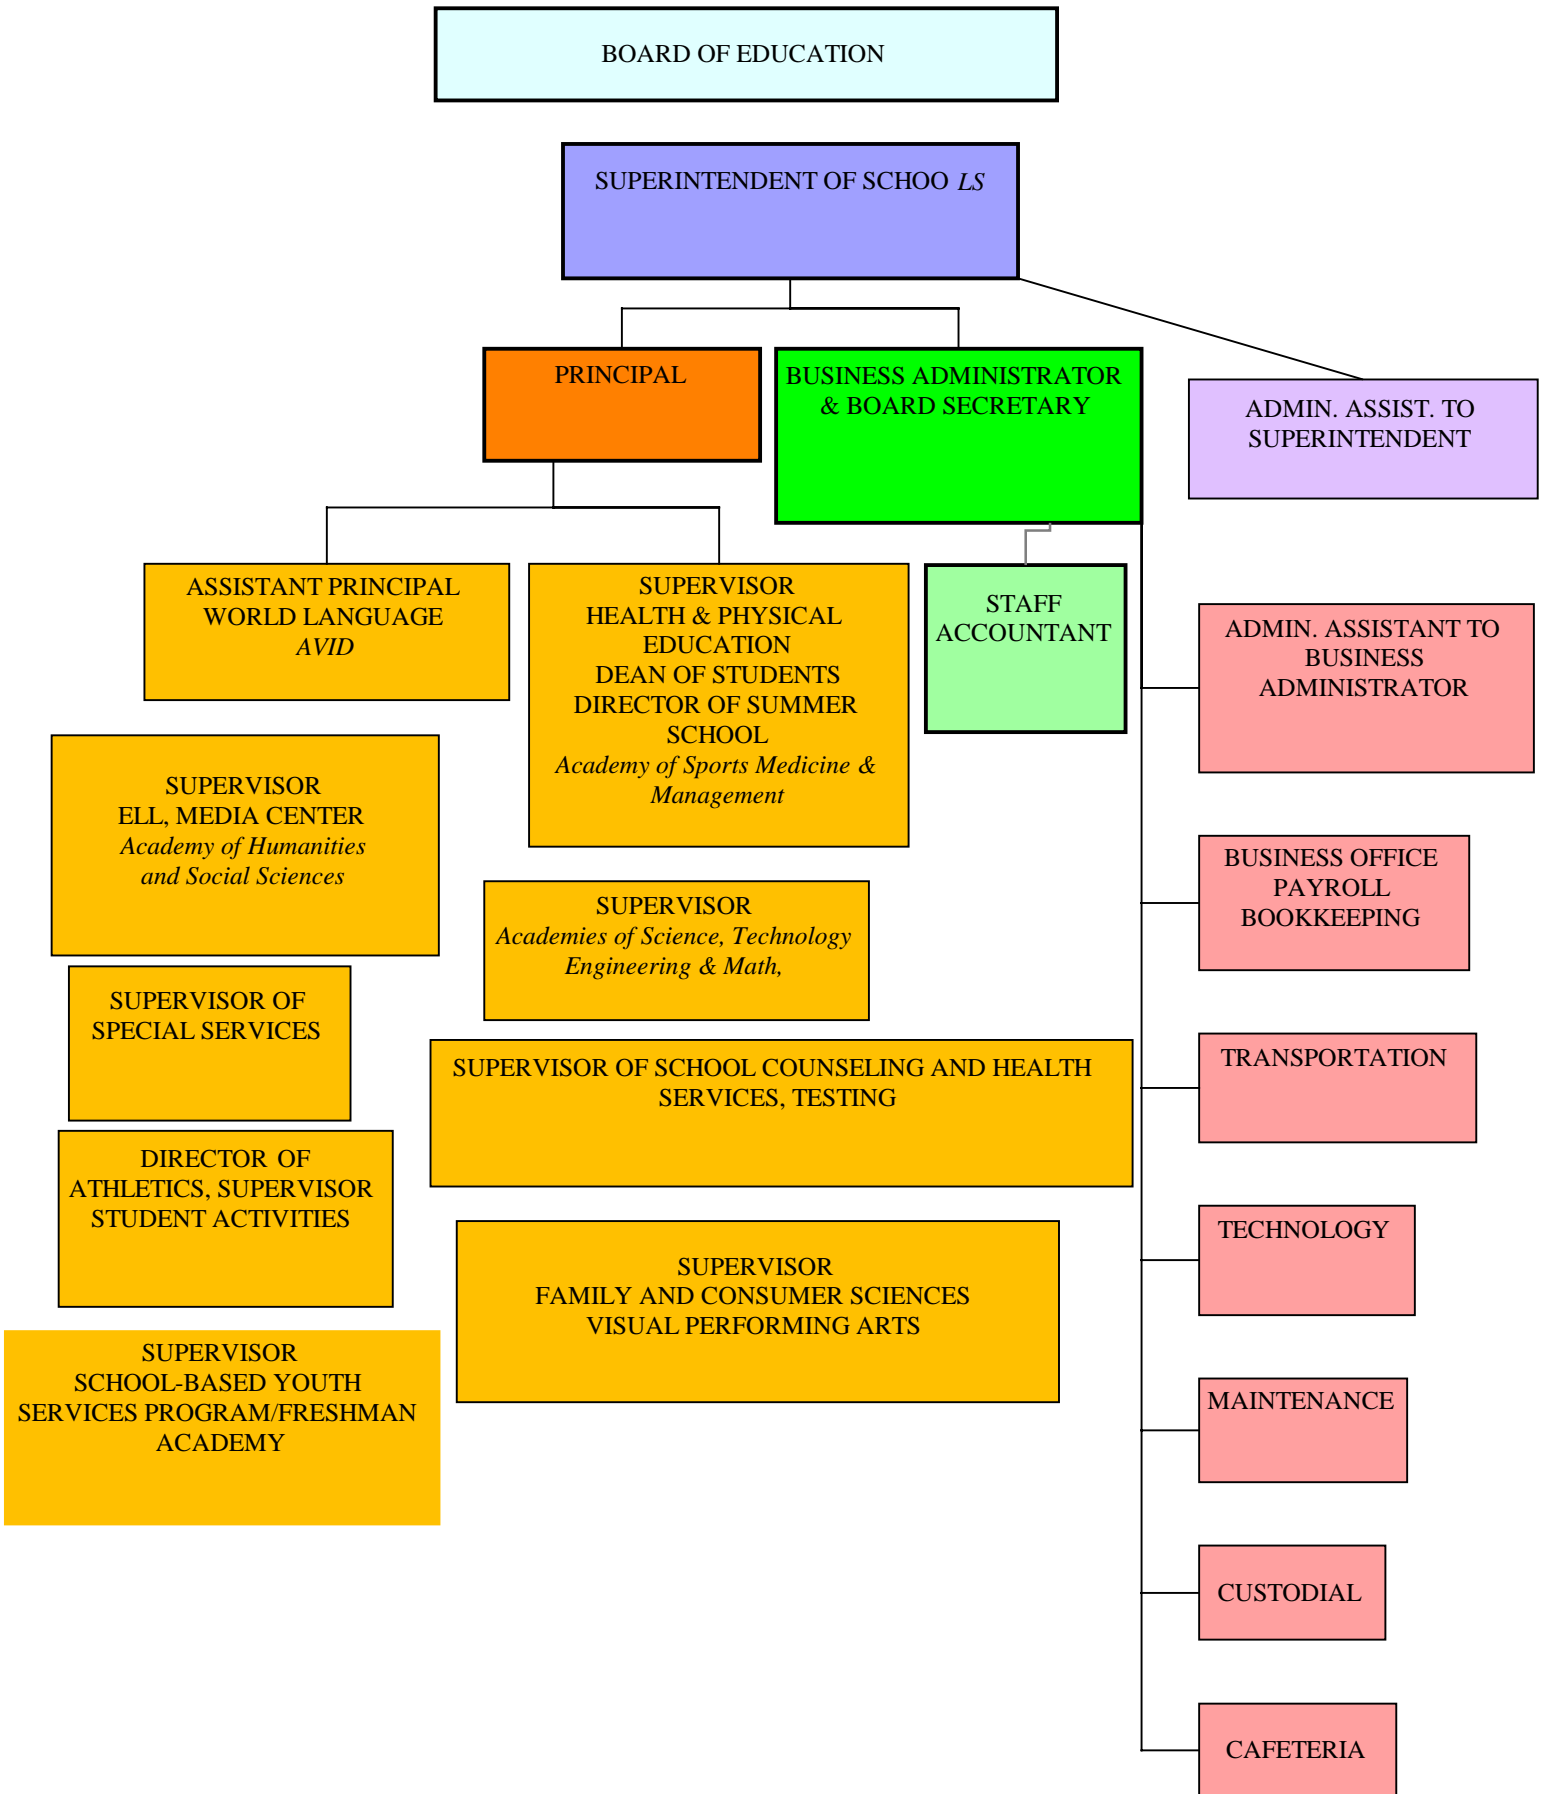 BOARD OF EDUCATION
SUPERINTENDENT OF SCHOO LS
PRINCIPAL
BUSINESS ADMINISTRATOR
& BOARD SECRETARY
ADMIN. ASSIST. TO
SUPERINTENDENT
ASSISTANT PRINCIPAL
WORLD LANGUAGE
AVID
SUPERVISOR
HEALTH & PHYSICAL
EDUCATION
DEAN OF STUDENTS
DIRECTOR OF SUMMER
SCHOOL
Academy of Sports Medicine &
Management
STAFF
ACCOUNTANT
ADMIN. ASSISTANT TO
BUSINESS
ADMINISTRATOR
SUPERVISOR
ELL, MEDIA CENTER
Academy of Humanities
and Social Sciences
SUPERVISOR
Academies of Science, Technology
Engineering & Math,
BUSINESS OFFICE
PAYROLL
BOOKKEEPING
SUPERVISOR OF
SPECIAL SERVICES
SUPERVISOR OF SCHOOL COUNSELING AND HEALTH
SERVICES, TESTING
TRANSPORTATION
DIRECTOR OF
ATHLETICS, SUPERVISOR
STUDENT ACTIVITIES
SUPERVISOR
FAMILY AND CONSUMER SCIENCES
VISUAL PERFORMING ARTS
TECHNOLOGY
SUPERVISOR
SCHOOL-BASED YOUTH
SERVICES PROGRAM/FRESHMAN
ACADEMY
MAINTENANCE
CUSTODIAL
CAFETERIA